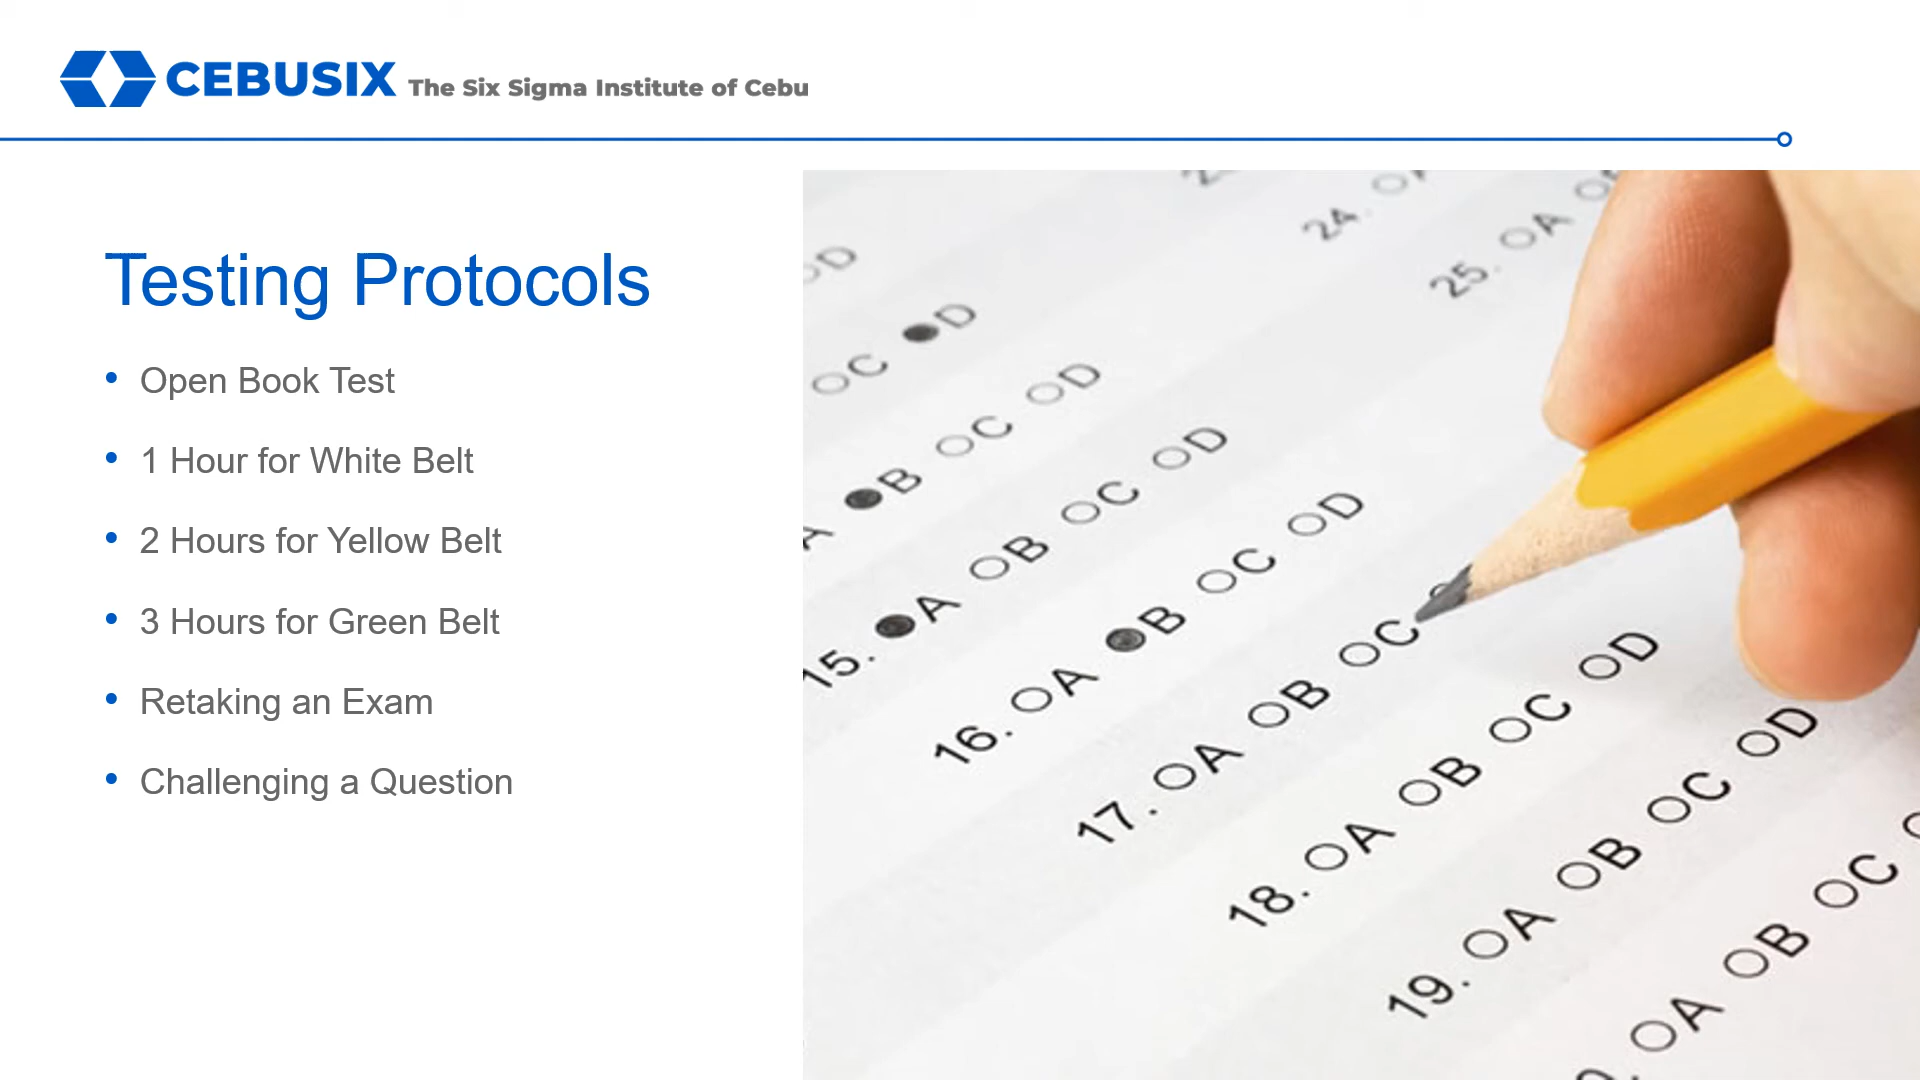 CEBUSIX The Six Sigma Institute of Cebu
Testing Protocols
• Open Book Test
• 1 Hour for White Belt
• 2 Hours for Yellow Belt
• 3 Hours for Green Belt
• Retaking an Exam
• Challenging a Question
24.
25. A
D
C D
B C D
A
15. A B C D
16. A B C D
17. A B C
18. A B C D
19. A B C D
A B C